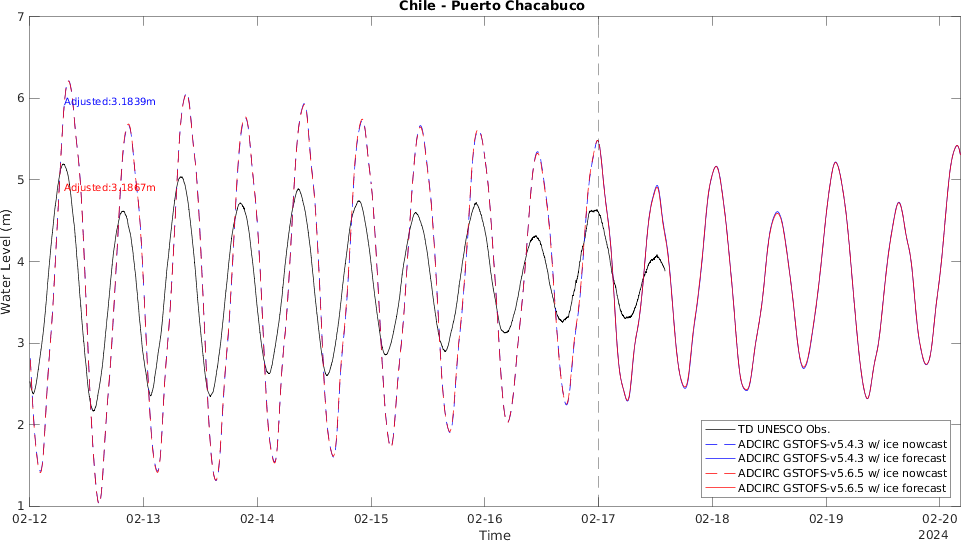 Chile - Puerto Chacabuco
7
6
5
4
3
2
1
Water Level (m)
Adjusted:3.1839m
Adjusted:3.1867m
TD UNESCO Obs.
ADCIRC GSTOFS-v5.4.3 w/ ice nowcast
ADCIRC GSTOFS-v5.4.3 w/ ice forecast
ADCIRC GSTOFS-v5.6.5 w/ ice nowcast
ADCIRC GSTOFS-v5.6.5 w/ ice forecast
02-12 02-13 02-14 02-15 02-16 02-17 02-18 02-19 02-20
Time
2024